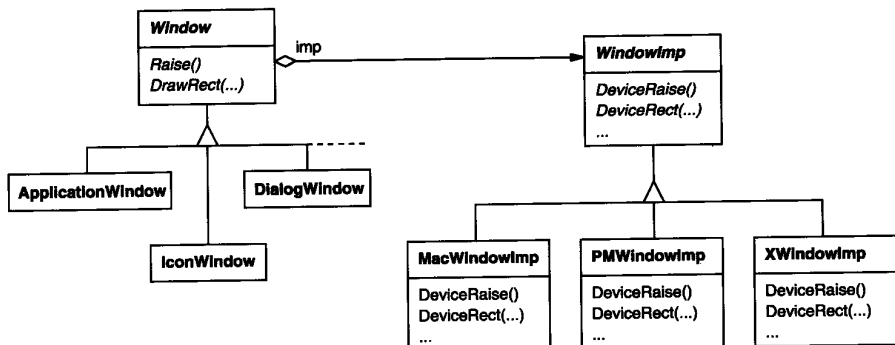 Window
Raise()
DrawRect(...)
imp
WindowImp
DeviceRaise()
DeviceRect(...)
...
ApplicationWindow
DialogWindow
IconWindow
MacWindowImp
DeviceRaise()
DeviceRect(...)
...
PMWindowImp
DeviceRaise()
DeviceRect(...)
...
XWindowImp
DeviceRaise()
DeviceRect(...)
...